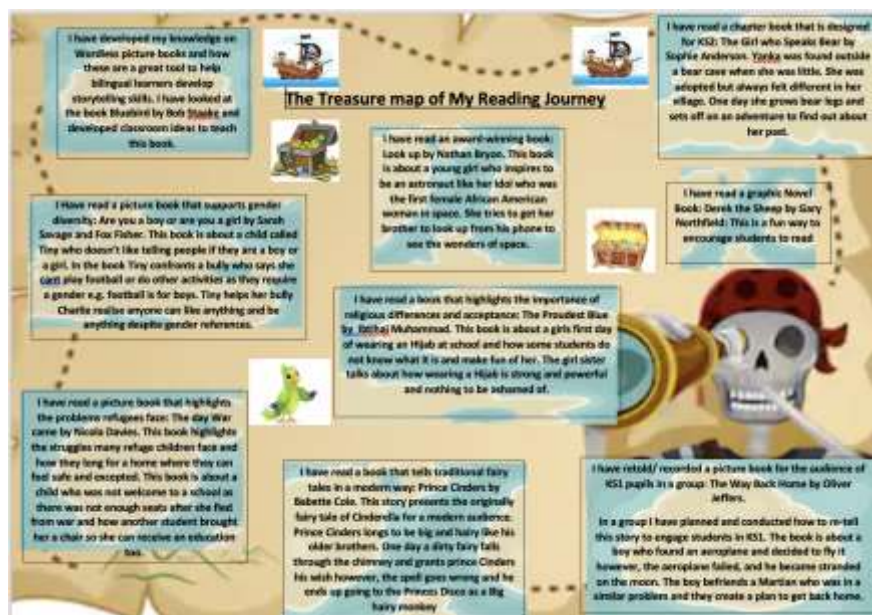 I have developed my knowledge on
Wordless picture books and how
these are a great tool to help
bilingual learners develop
storytelling skills. I have looked at
the book Bluebird by Bob Staake and
developed classroom ideas to teach
this book.
The Treasure map of My Reading Journey
I have read a chapter book that is designed
for KS2: The Girl who Speaks Bear by
Sophie Anderson. Yanka was found outside
a bear cave when she was little. She was
adopted but always felt different in her
village. One day she grows bear legs and
sets off on an adventure to find out about
her past.
I have read an award-winning book:
Look up by Nathan Bryon. This book
is about a young girl who inspires to
be an astronaut like her idol who was
the first female African American
woman in space. She tries to get her
brother to look up from his phone to
see the wonders of space.
I have read a graphic Novel
Book: Derek the Sheep by Gary
Northfield: This is a fun way to
encourage students to read
I Have read a picture book that supports gender
diversity: Are you a boy or are you a girl by Sarah
Savage and Fox Fisher. This book is about a child called
Tiny who doesn't like telling people if they are a boy or
a girl. In the book Tiny confronts a bully who says she
cant play football or do other activities as they require
a gender e.g. football is for boys. Tiny helps her bully
Charlie realise anyone can like anything and be
anything despite gender references.
I have read a book that highlights the importance of
religious differences and acceptance: The Proudest Blue
by Ibtihaj Muhammad. This book is about a girls first day
of wearing an Hijab at school and how some students do
not know what it is and make fun of her. The girl sister
talks about how wearing a Hijab is strong and powerful
and nothing to be ashamed of.
I have read a picture book that highlights
the problems refugees face: The day War
came by Nicola Davies. This book highlights
the struggles many refuge children face and
how they long for a home where they can
feel safe and excepted. This book is about a
child who was not welcome to a school as
there was not enough seats after she fled
from war and how another student brought
her a chair so she can receive an education
too.
I have read a book that tells traditional fairy
tales in a modern way: Prince Cinders by
Babette Cole. This story presents the originally
fairy tale of Cinderella for a modern audience.
Prince Cinders longs to be big and hairy like his
older brothers. One day a dirty fairy falls
through the chimney and grants prince Cinders
his wish however, the spell goes wrong and he
ends up going to the Princess Disco as a Big
hairy monkey
I have retold/ recorded a picture book for the audience of
KS1 pupils in a group: The Way Back Home by Oliver
Jeffers.
In a group I have planned and conducted how to re-tell
this story to engage students in KS1. The book is about a
boy who found an aeroplane and decided to fly it
however, the aeroplane failed, and he became stranded
on the moon. The boy befriends a Martian who was in a
similar problem and they create a plan to get back home.